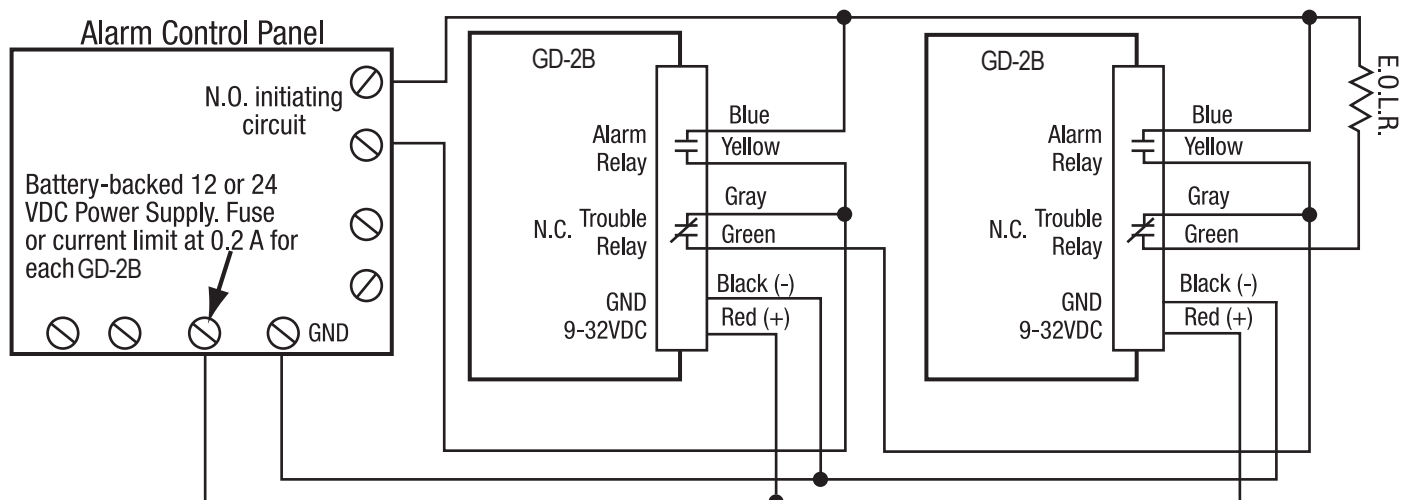 Alarm Control Panel
N.O. initiating
circuit
Battery-backed 12 or 24
VDC Power Supply. Fuse
or current limit at 0.2 A for
each GD-2B
GND
GD-2B
Alarm
Relay
Blue
Yellow
N.C. Trouble
Relay
Gray
Green
GND
9-32VDC
Black (-)
Red (+)
GD-2B
Alarm
Relay
Blue
Yellow
N.C. Trouble
Relay
Gray
Green
GND
9-32VDC
Black (-)
Red (+)
E.O.L.R.